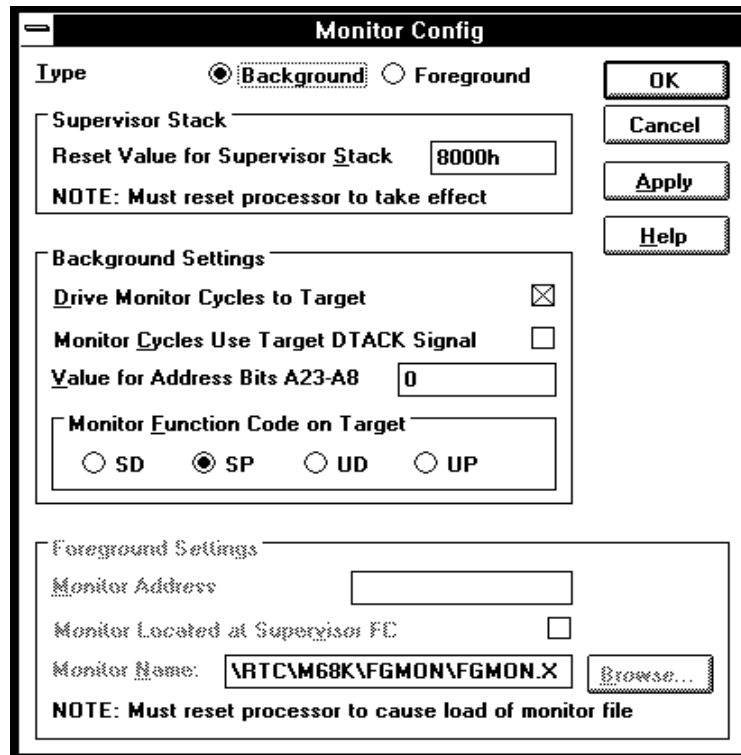 Monitor Config
Type Background Foreground
OK
Supervisor Stack
Cancel
Reset Value for Supervisor Stack 8000h
NOTE: Must reset processor to take effect
Apply
Help
Background Settings
Drive Monitor Cycles to Target
Monitor Cycles Use Target DTACK Signal
Value for Address Bits A23-A8 0
Monitor Function Code on Target
SD SP UD UP
Foreground Settings
Monitor Address
Monitor Located at Supervisor FC
Monitor Name: \RTC\M68K\FGMON\FGMON.X Browse...
NOTE: Must reset processor to cause load of monitor file